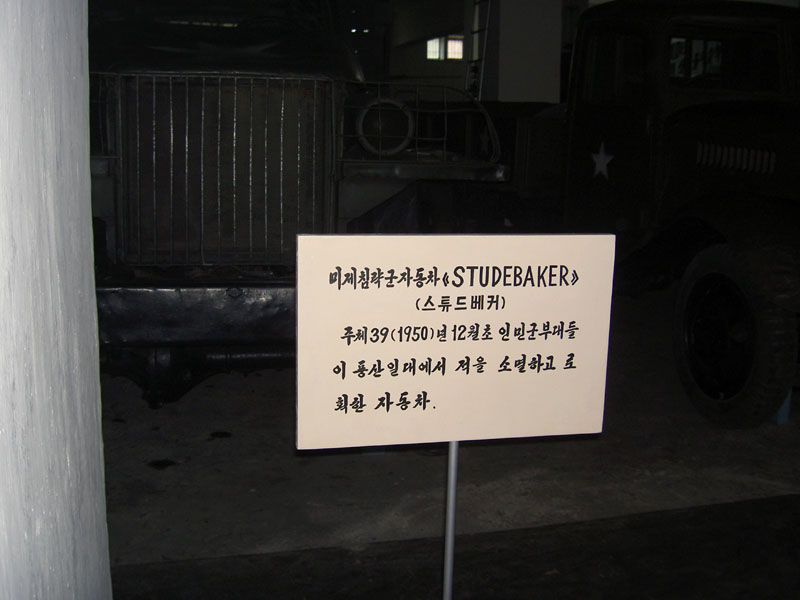 미제침략군자동차《STUDEBAKER》
(스튜드베커)
주체39(1950)년 12월초 인민군부대들
이 풍산일대에서 적을 소멸하고 로
획한 자동차.